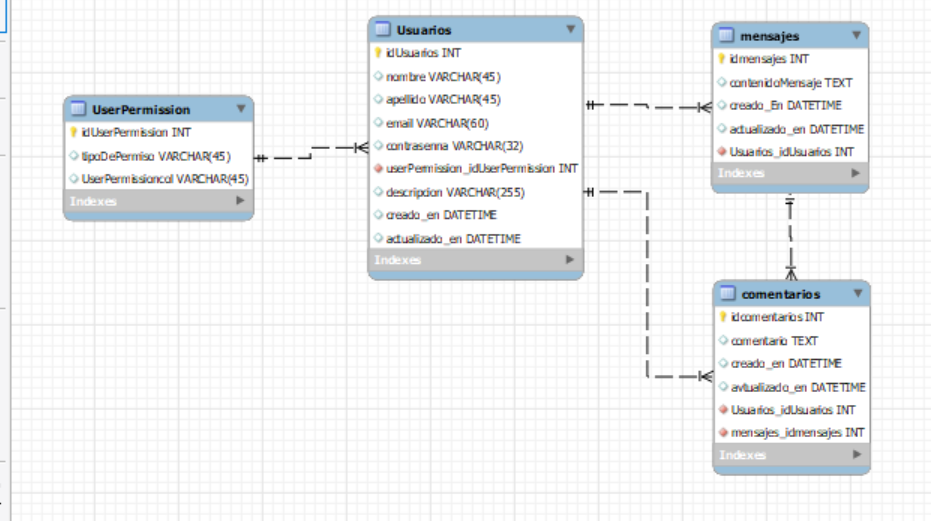 UserPermission
idUserPermission INT
tipoDePermiso VARCHAR(45)
UserPermissioncol VARCHAR(45)
Indexes
Usuarios
idUsuarios INT
nombre VARCHAR(45)
apellido VARCHAR(45)
email VARCHAR(60)
contrasenna VARCHAR(32)
userPermission_idUserPermission INT
descripcion VARCHAR(255)
creado_en DATETIME
actualizado_en DATETIME
Indexes
mensajes
idmensajes INT
contenidoMensaje TEXT
creado_En DATETIME
actualizado_en DATETIME
Usuarios_idUsuarios INT
Indexes
comentarios
idcomentarios INT
comentario TEXT
creado_en DATETIME
avtualizado_en DATETIME
Usuarios_idUsuarios INT
mensajes_idmensajes INT
Indexes